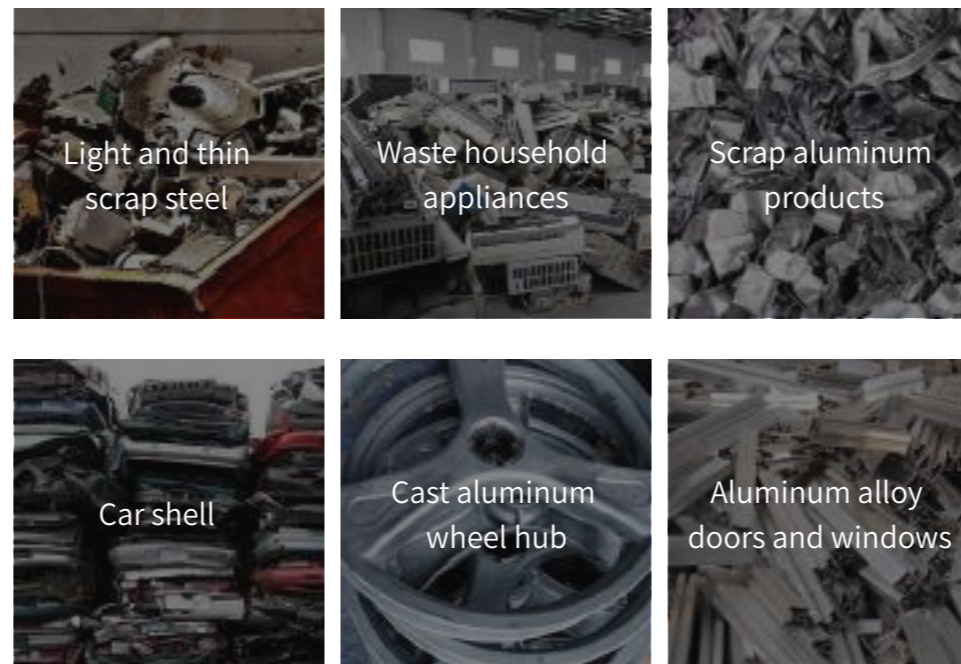 Light and thin
scrap steel
Waste household
appliances
Scrap aluminum
products
Car shell
Cast aluminum
wheel hub
Aluminum alloy
doors and windows